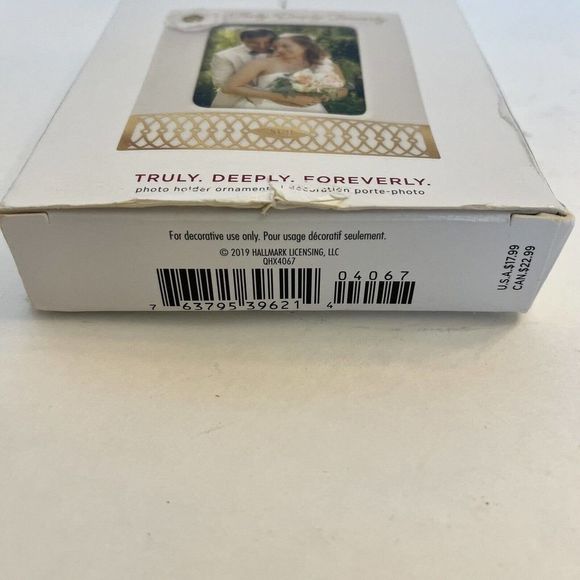 TRULY. DEEPLY. FOREVERLY.
photo holder ornament décoration porte-photo
For decorative use only. Pour usage décoratif seulement.
© 2019 HALLMARK LICENSING, LLC
QHX4067
04067
7 63795 39621 4
U.S.A.$17.99
CAN.$22.99